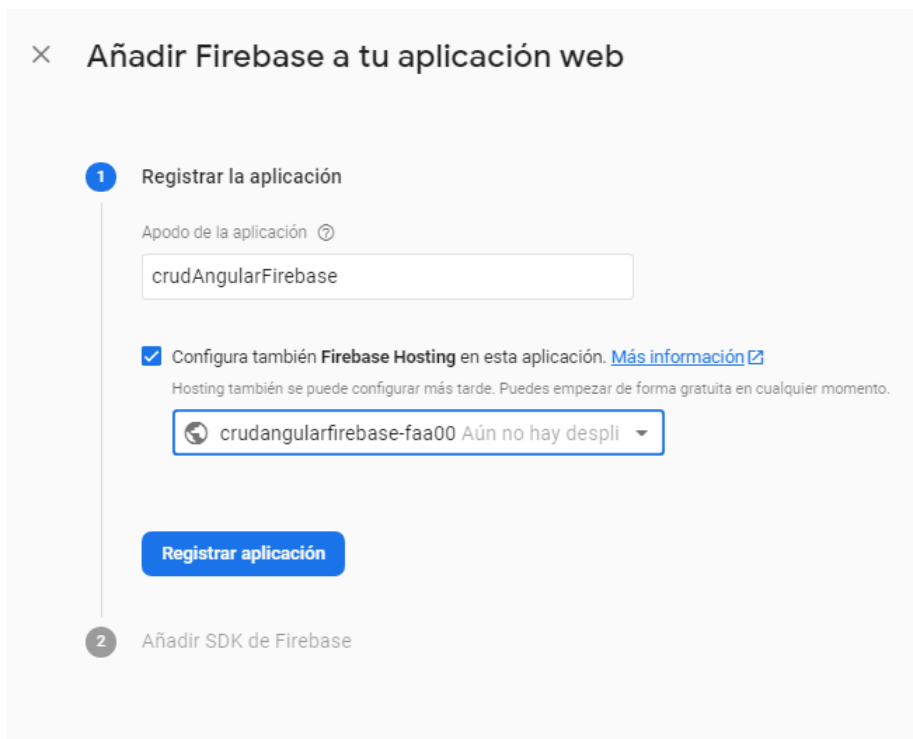 Añadir Firebase a tu aplicación web
1
Registrar la aplicación
Apodo de la aplicación
crudAngularFirebase
Configura también Firebase Hosting en esta aplicación. Más información
Hosting también se puede configurar más tarde. Puedes empezar de forma gratuita en cualquier momento.
crudangularfirebase-faa00 Aún no hay despli
Registrar aplicación
2
Añadir SDK de Firebase